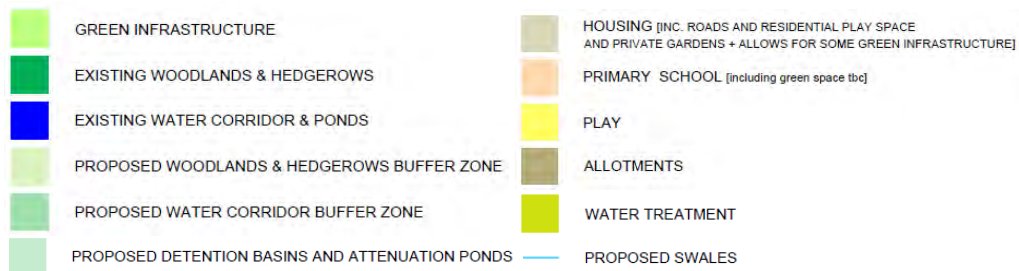 GREEN INFRASTRUCTURE
EXISTING WOODLANDS & HEDGEROWS
EXISTING WATER CORRIDOR & PONDS
PROPOSED WOODLANDS & HEDGEROWS BUFFER ZONE
PROPOSED WATER CORRIDOR BUFFER ZONE
PROPOSED DETENTION BASINS AND ATTENUATION PONDS
HOUSING [INC. ROADS AND RESIDENTIAL PLAY SPACE
AND PRIVATE GARDENS + ALLOWS FOR SOME GREEN INFRASTRUCTURE]
PRIMARY SCHOOL [including green space tbc]
PLAY
ALLOTMENTS
WATER TREATMENT
PROPOSED SWALES